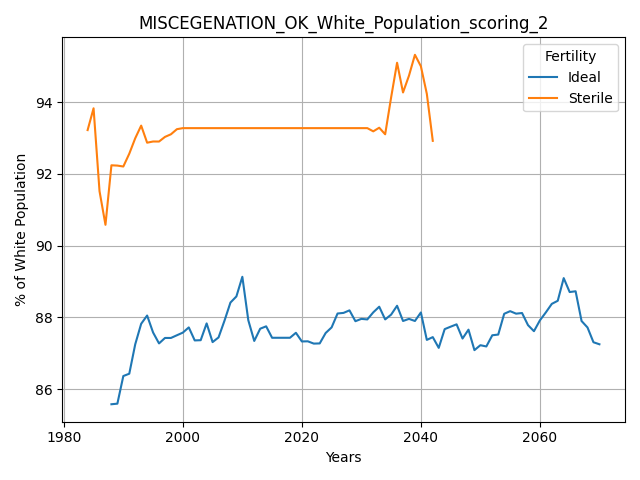 MISCEGENATION_OK_White_Population_scoring_2
% of White Population
94
92
90
88
86
Fertility
Ideal
Sterile
1980
2000
2020
2040
2060
Years